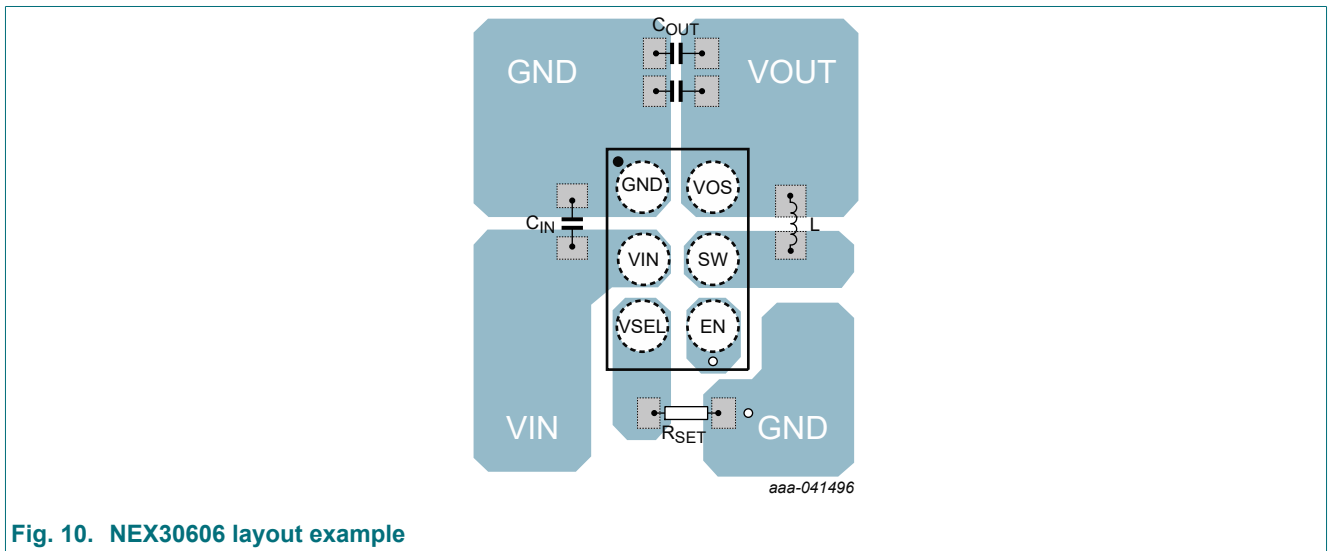 COUT
GND VOUT
GND VOS
CIN L
VIN SW
VSEL EN
VIN RSET GND
aaa-041496
Fig. 10. NEX30606 layout example